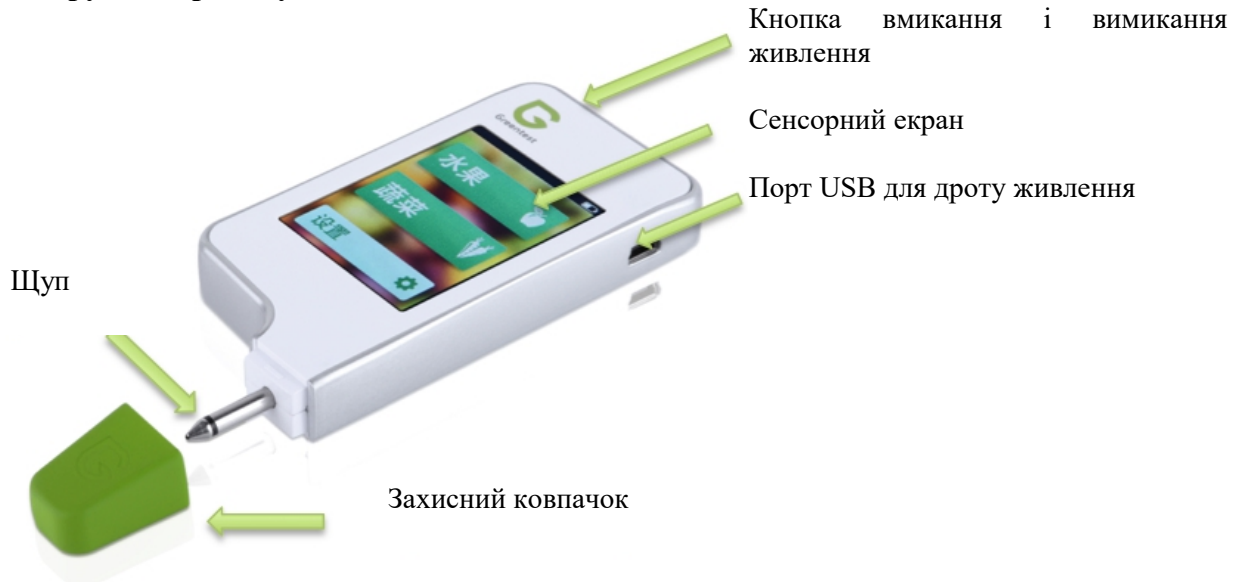 Кнопка вмикання і вимикання
живлення
Сенсорний екран
Порт USB для дроту живлення
Greentest
水果
蔬菜
设置
Щуп
Захисний ковпачок